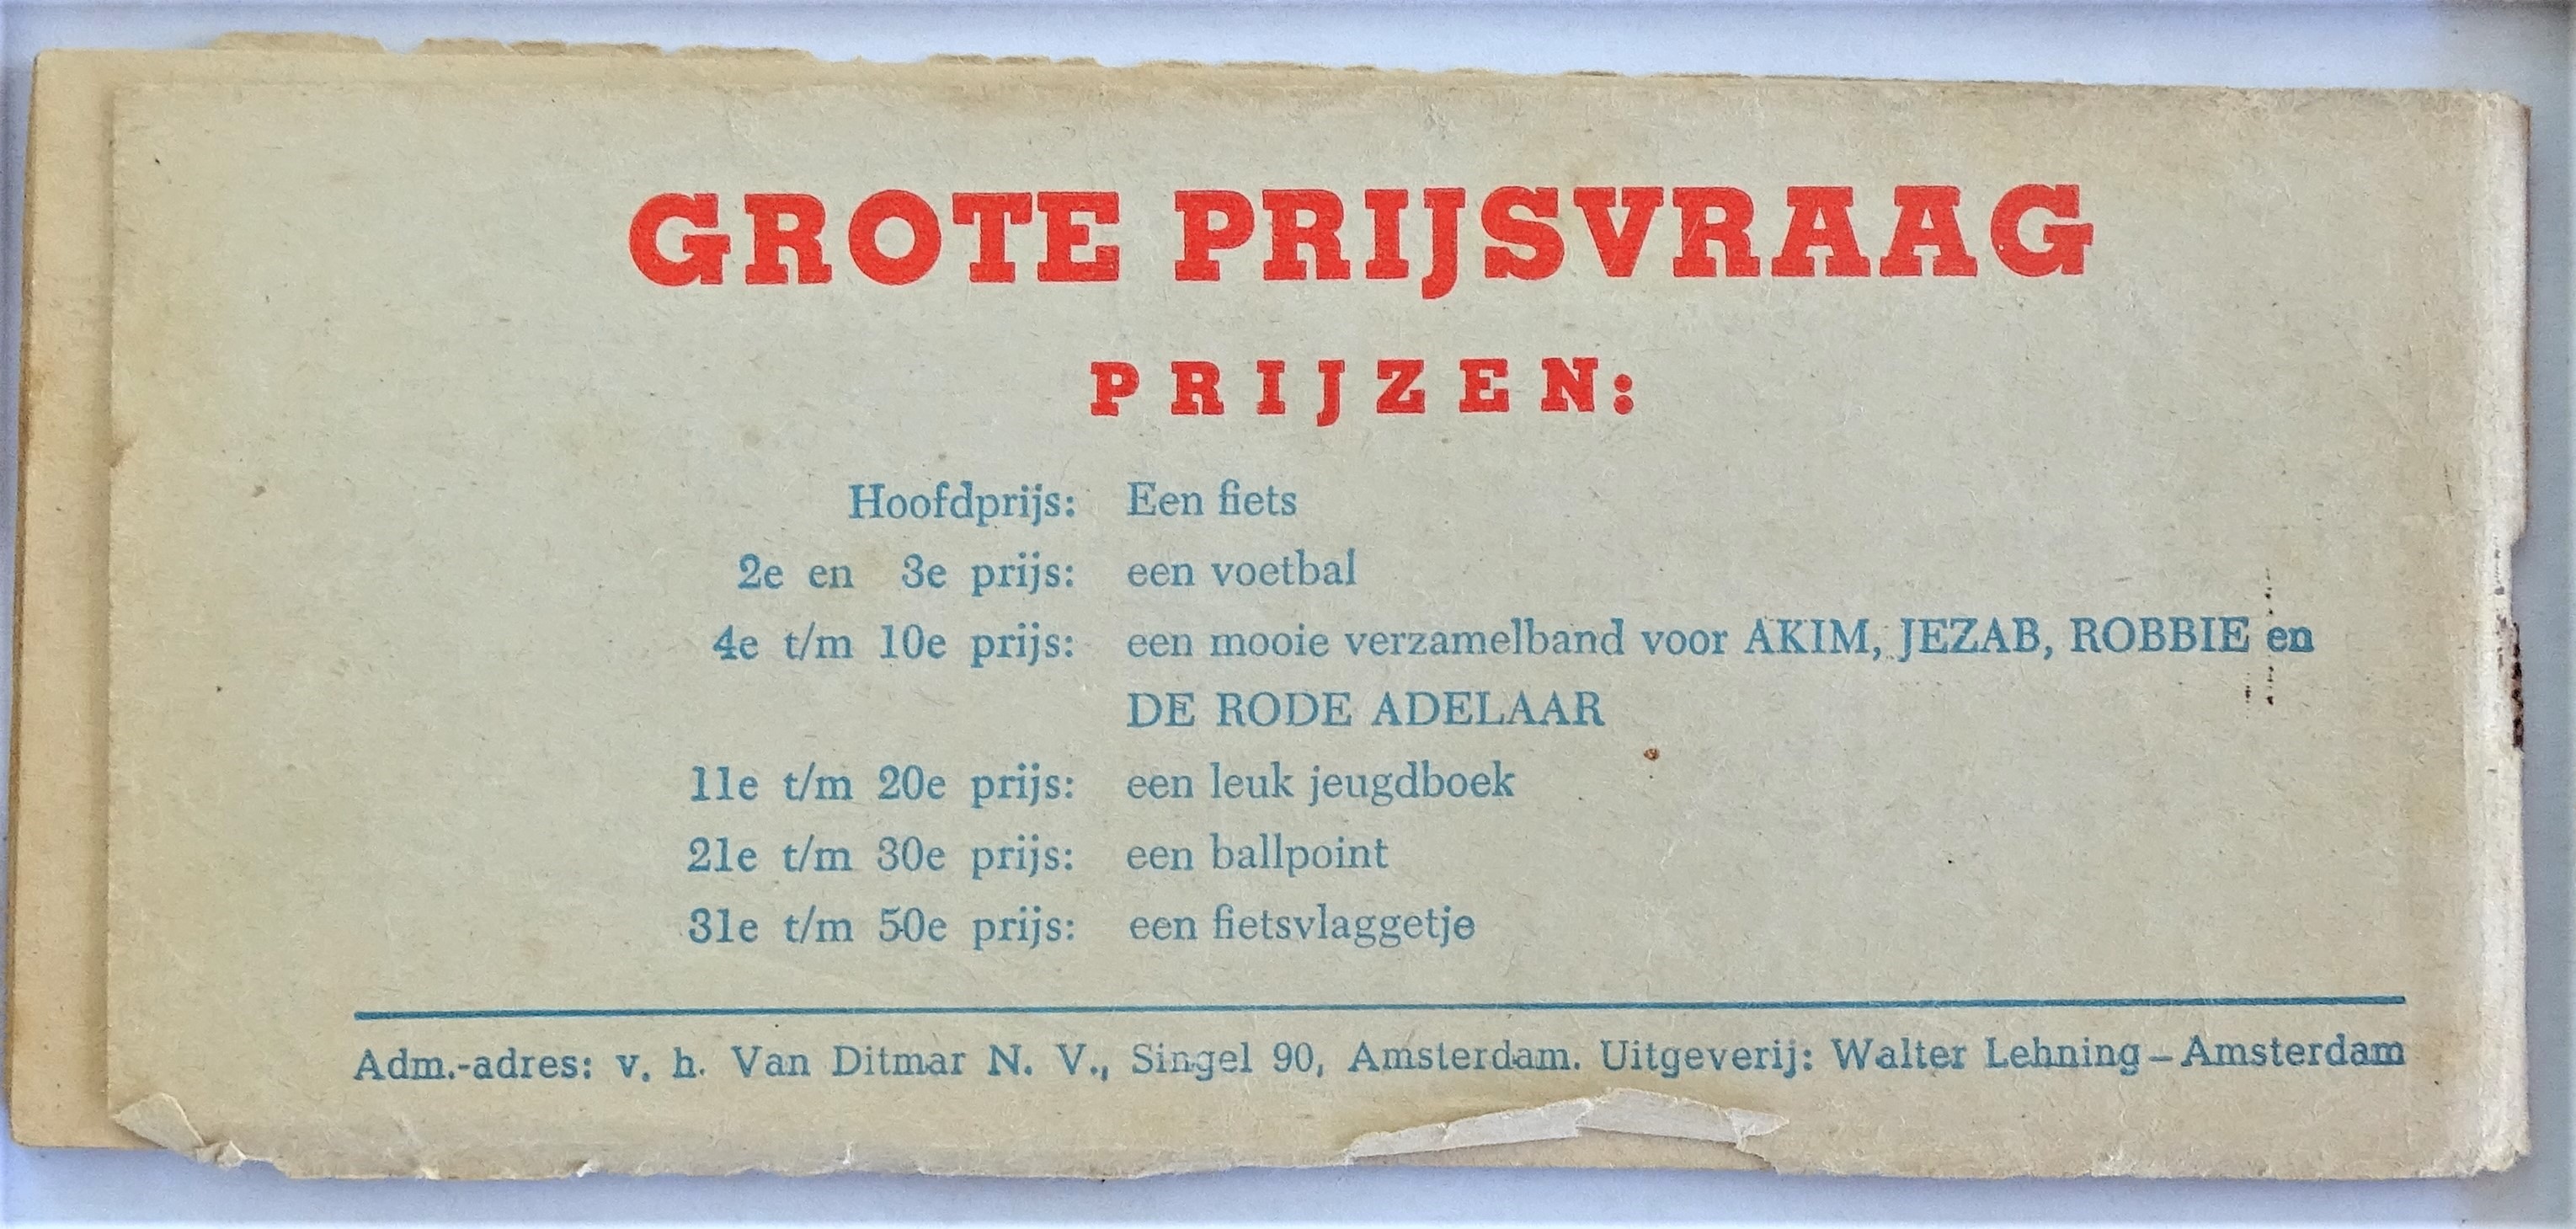 GROTE PRIJSVRAAG
PRIJZEN:
Hoofdprijs: Een fiets
2e en 3e prijs: een voetbal
4e t/m 10e prijs: een mooie verzamelband voor AKIM, JEZAB, ROBBIE en
DE RODE ADELAAR
11e t/m 20e prijs: een leuk jeugdboek
21e t/m 30e prijs: een ballpoint
31e t/m 50e prijs: een fietsvlaggetje
Adm.-adres: v. h. Van Ditmar N. V., Singel 90, Amsterdam. Uitgeverij: Walter Lehning – Amsterdam